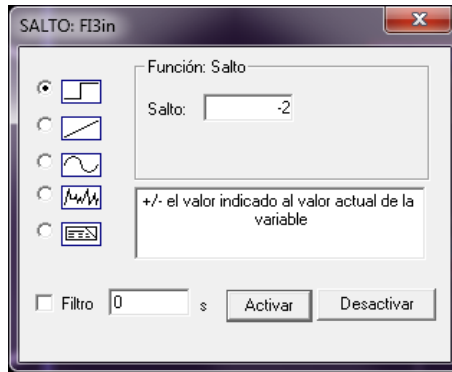 SALTO: FI3in
Función: Salto
Salto: -2
+/- el valor indicado al valor actual de la
variable
Filtro 0 s Activar Desactivar